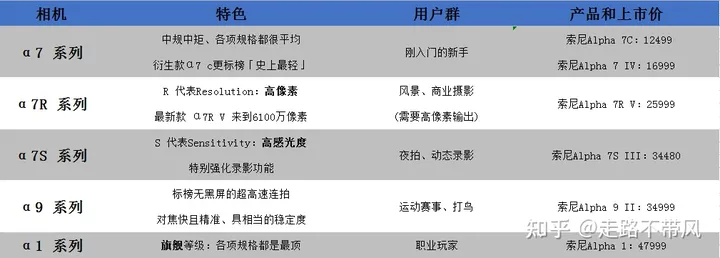 相机 特色 用户群 产品和上市价
α7 系列
中规中矩、各项规格都很平均
衍生款α7 c更标榜「史上最轻」
刚入门的新手
索尼Alpha 7C：12499
索尼Alpha 7 IV：16999
α7R 系列
R 代表Resolution：高像素
最新款 α7R V 来到6100万像素
风景、商业摄影
(需要高像素输出)
索尼Alpha 7R V：25999
α7S 系列
S 代表Sensitivity：高感光度
特别强化录影功能
夜拍、动态录影
索尼Alpha 7S III：34480
α9 系列
标榜无黑屏的超高速连拍
对焦快且精准、具相当的稳定度
运动赛事、打鸟
索尼Alpha 9 II：34999
α1 系列
旗舰等级：各项规格都是最顶
职业玩家
索尼Alpha 1：47999
知乎 @走路不带风